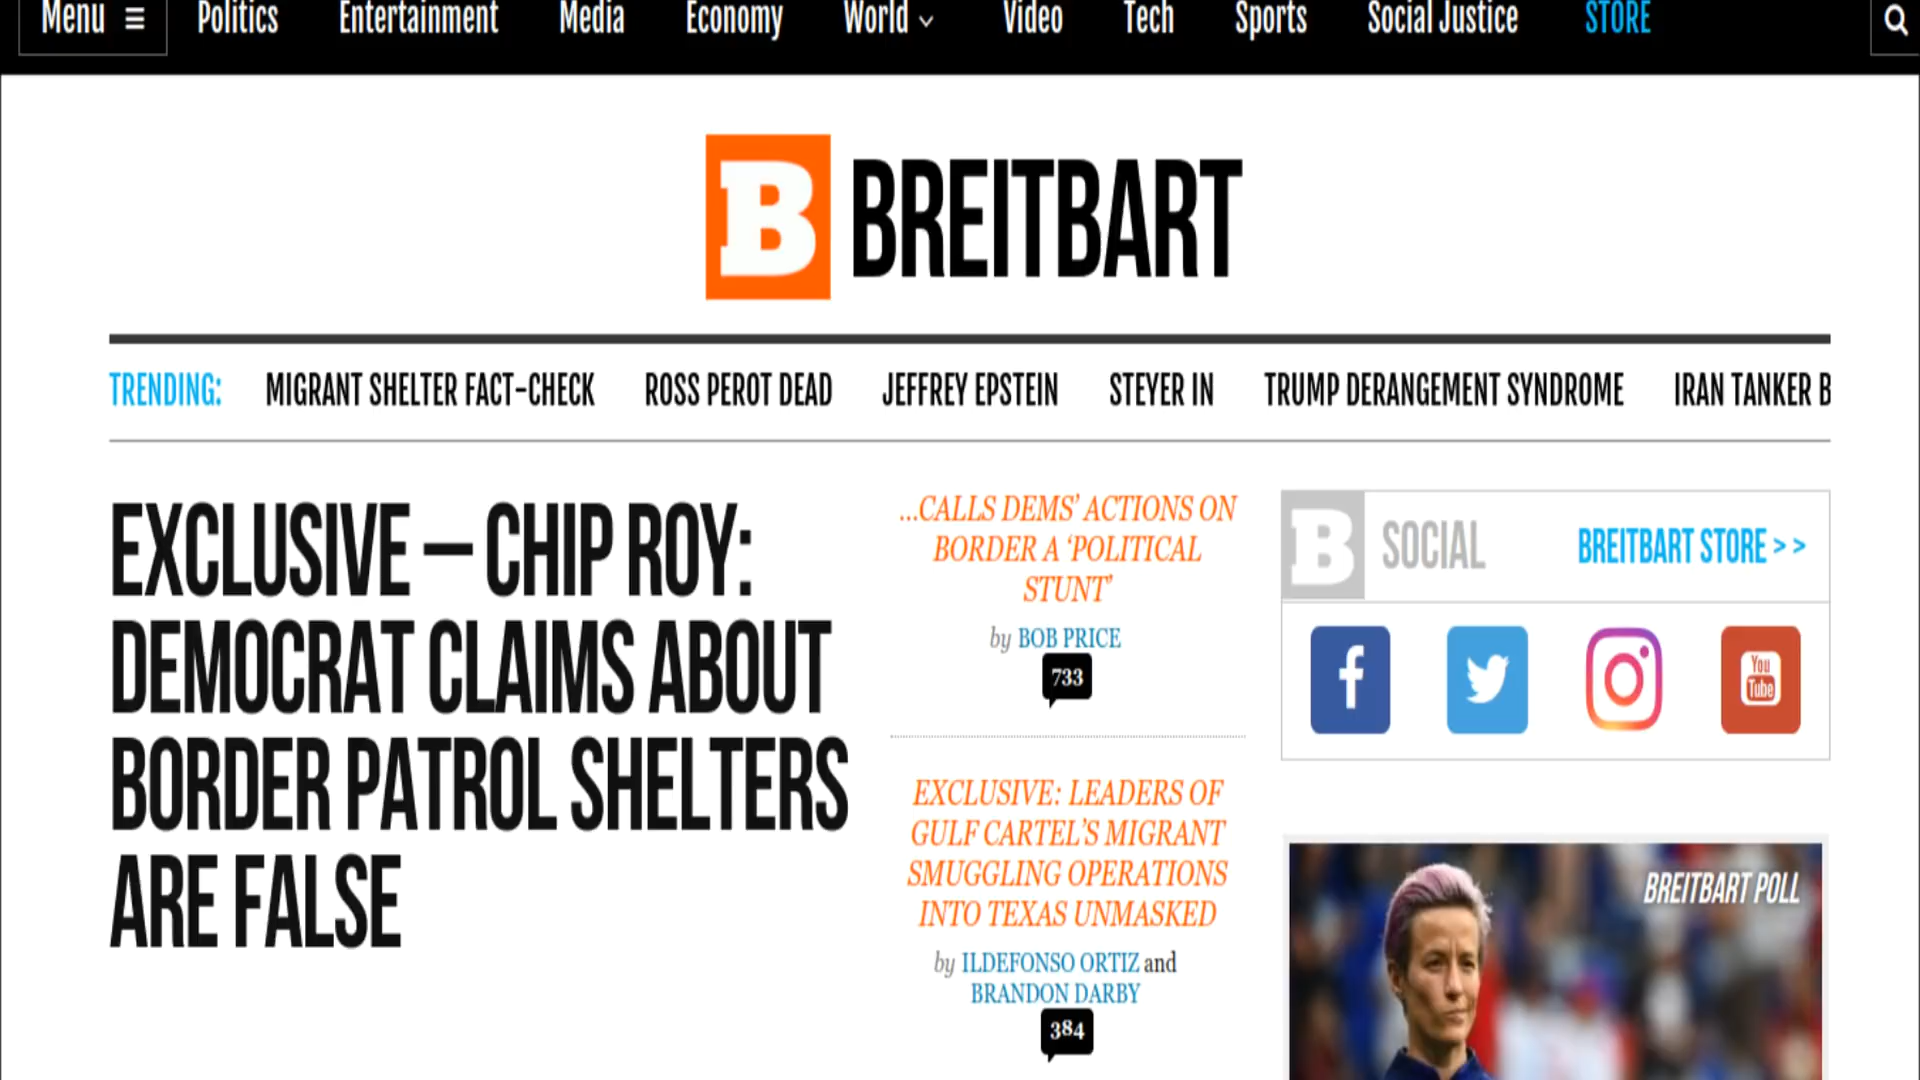 Menu Politics Entertainment Media Economy World Video Tech Sports Social Justice STORE
B BREITBART
TRENDING: MIGRANT SHELTER FACT-CHECK ROSS PEROT DEAD JEFFREY EPSTEIN STEYER IN TRUMP DERANGEMENT SYNDROME IRAN TANKER B
EXCLUSIVE – CHIP ROY:
DEMOCRAT CLAIMS ABOUT
BORDER PATROL SHELTERS
ARE FALSE
...CALLS DEMS' ACTIONS ON
BORDER A ‘POLITICAL
STUNT’
by BOB PRICE
733
EXCLUSIVE: LEADERS OF
GULF CARTEL'S MIGRANT
SMUGGLING OPERATIONS
INTO TEXAS UNMASKED
by ILDEFONSO ORTIZ and
BRANDON DARBY
384
B SOCIAL BREITBART STORE > >
You
Tube
BREITBART POLL